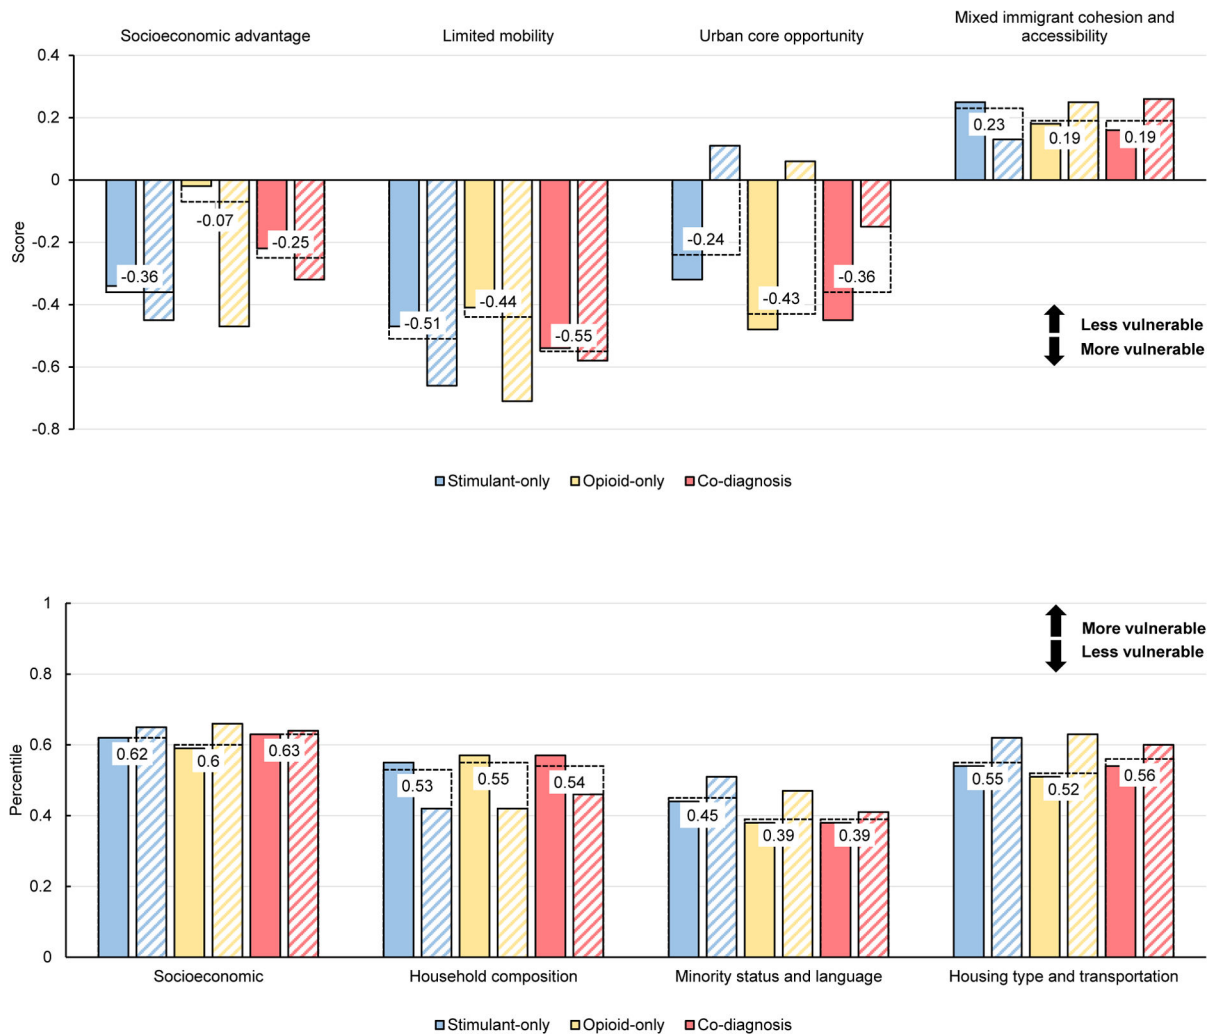 Mixed immigrant cohesion and
Socioeconomic advantage Limited mobility Urban core opportunity accessibility
0.4
0.2
0
-0.2
-0.4
-0.6
-0.8
Score
-0.36 -0.07 -0.25 -0.51 -0.44 -0.55 -0.24 -0.43 -0.36 0.23 0.19 0.19
Less vulnerable
More vulnerable
Stimulant-only Opioid-only Co-diagnosis
1
0.8
0.6
0.4
0.2
0
Percentile
More vulnerable
Less vulnerable
0.62 0.6 0.63 0.53 0.55 0.54 0.45 0.39 0.39 0.55 0.52 0.56
Socioeconomic Household composition Minority status and language Housing type and transportation
Stimulant-only Opioid-only Co-diagnosis